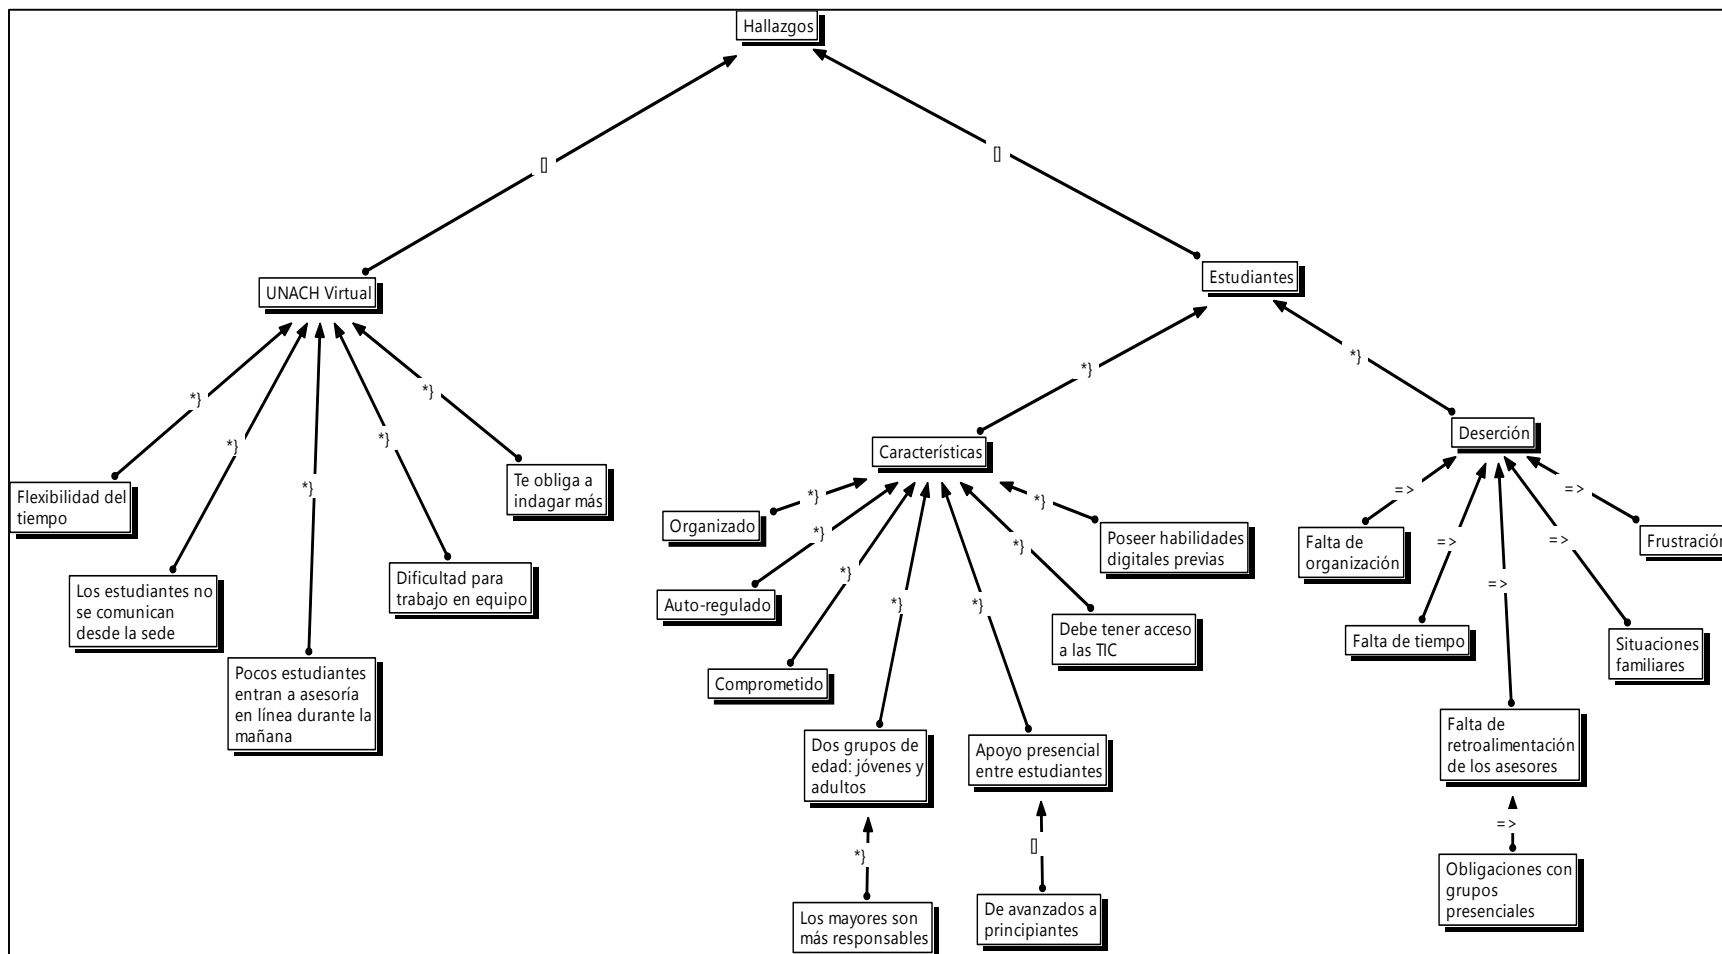 Hallazgos
[]
[]
UNACH Virtual
Estudiantes
*}
*}
*}
*}
*}
*}
*}
Flexibilidad del
tiempo
Los estudiantes no
se comunican
desde la sede
Pocos estudiantes
entran a asesoría
en línea durante la
mañana
Dificultad para
trabajo en equipo
Te obliga a
indagar más
Características
Deserción
*}
*}
*}
*}
*}
*}
*}
Organizado
Auto-regulado
Comprometido
Dos grupos de
edad: jóvenes y
adultos
*}
Los mayores son
más responsables
Apoyo presencial
entre estudiantes
[]
De avanzados a
principiantes
Debe tener acceso
a las TIC
Poseer habilidades
digitales previas
=>
=>
=>
=>
=>
Falta de
organización
Falta de tiempo
Falta de
retroalimentación
de los asesores
=>
Obligaciones con
grupos
presenciales
Situaciones
familiares
Frustración